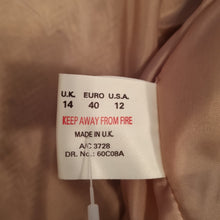 U.K. EURO U.S.A.
14 40 12
KEEP AWAY FROM FIRE
MADE IN U.K.
A/C 3728
DR. No.: 60C08A